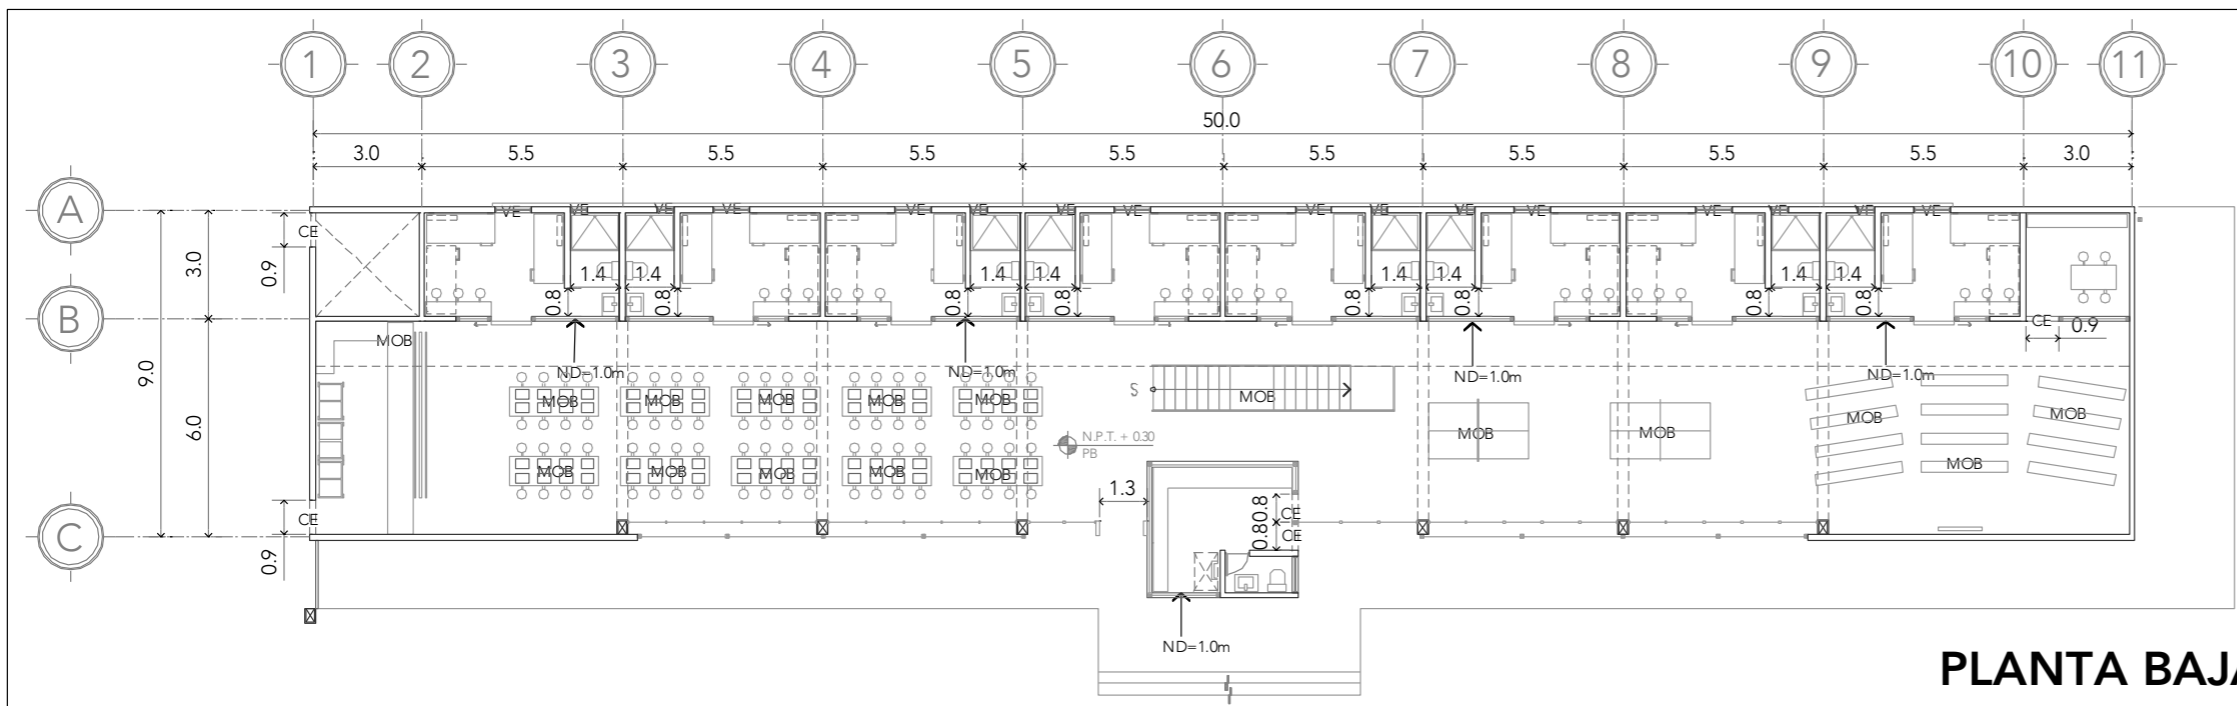 1 2 3 4 5 6 7 8 9 10 11
50.0
3.0 5.5 5.5 5.5 5.5 5.5 5.5 5.5 5.5 3.0
A
VE VE VE VE VE VE VE VE VE VE VE VE VE VE VE VE
CE
3.0
0.9
1.4 1.4 1.4 1.4 1.4 1.4 1.4 1.4
0.8 0.8 0.8 0.8 0.8 0.8 0.8 0.8
B
CE 0.9
MOB
9.0
ND=1.0m ND=1.0m ND=1.0m ND=1.0m
S MOB
MOB MOB MOB MOB MOB
6.0
MOB MOB
MOB MOB
N.P.T. + 0.30
PB
MOB MOB MOB MOB MOB
MOB
1.3
0.8 CE
0.8 CE
CE
C
0.9
ND=1.0m
PLANTA BAJA